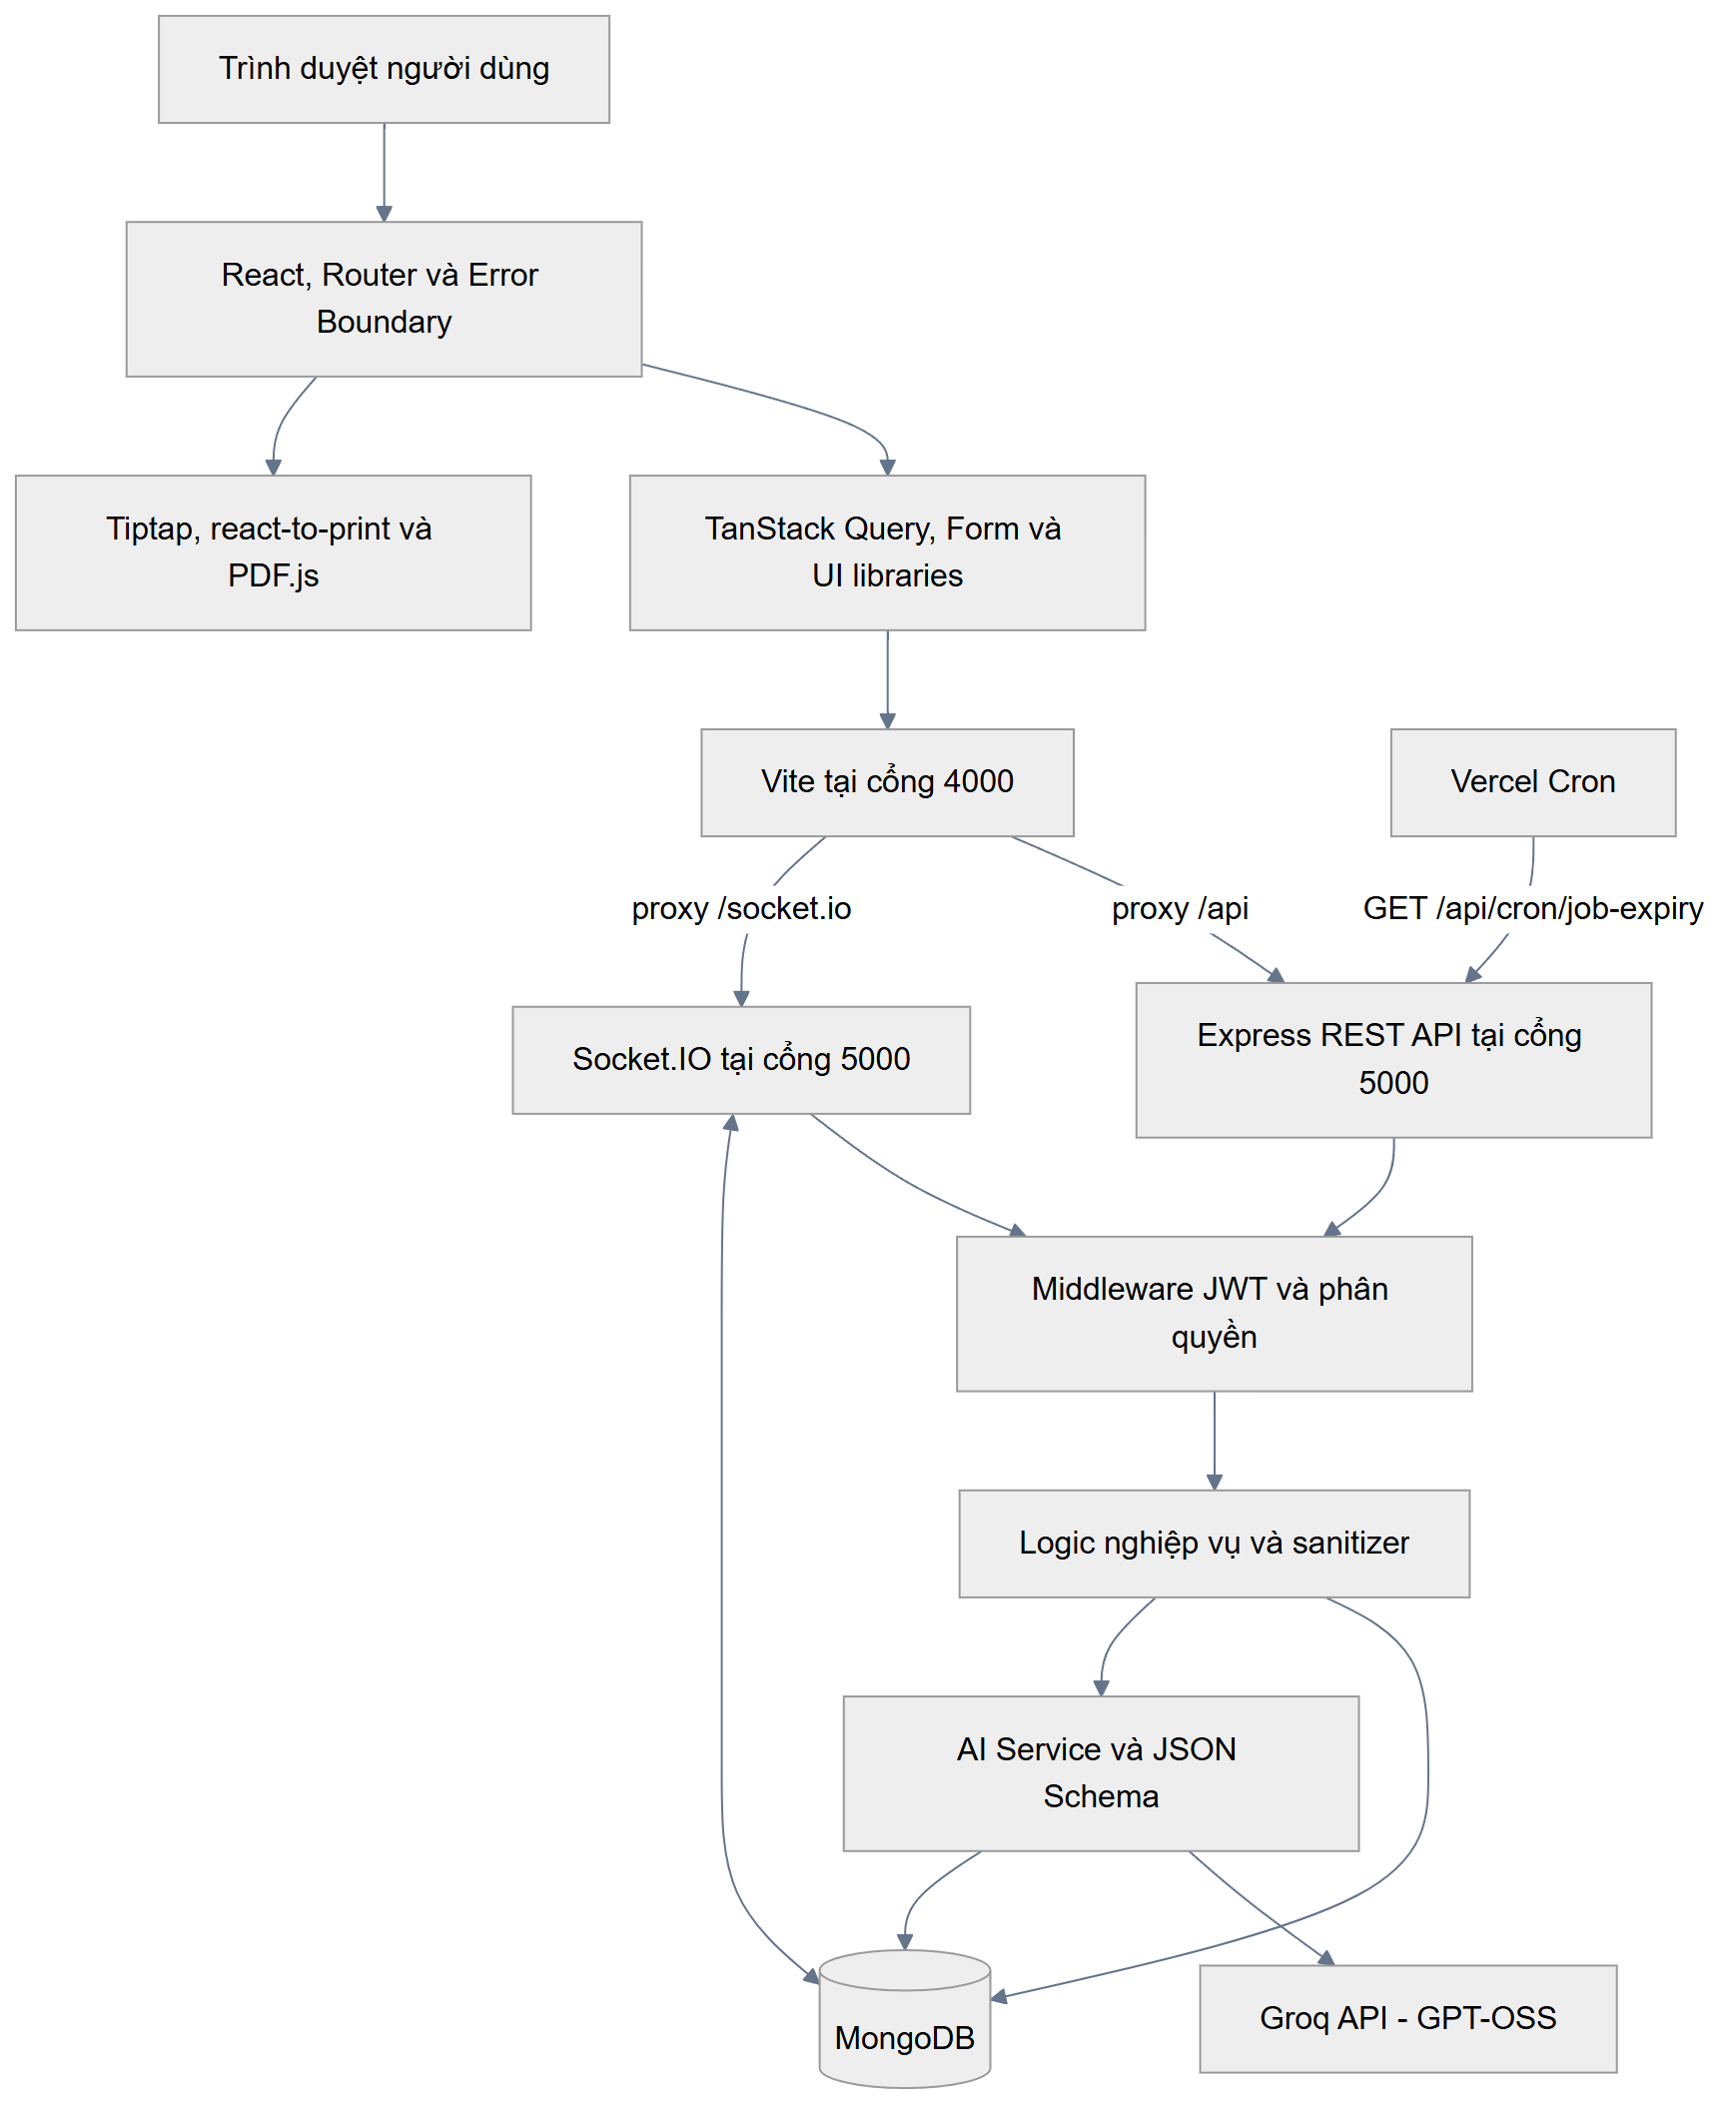 Trình duyệt người dùng
React, Router và Error
Boundary
Tiptap, react-to-print và
PDF.js
TanStack Query, Form và
UI libraries
Vite tại cổng 4000
Vercel Cron
proxy /socket.io
proxy /api
GET /api/cron/job-expiry
Socket.IO tại cổng 5000
Express REST API tại cổng
5000
Middleware JWT và phân
quyền
Logic nghiệp vụ và sanitizer
AI Service và JSON
Schema
MongoDB
Groq API - GPT-OSS